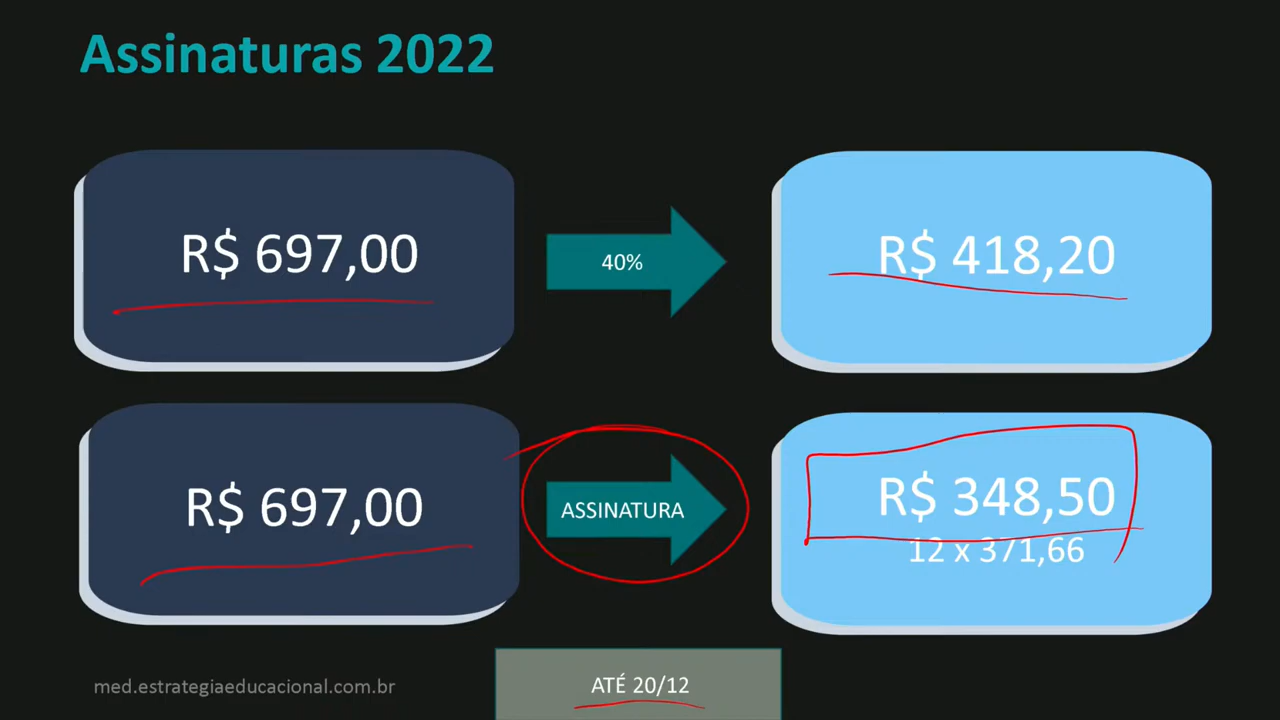 Assinaturas 2022
R$ 697,00
40%
R$ 418,20
R$ 697,00
ASSINATURA
R$ 348,50
12 x 371,66
med.estrategiaeducacional.com.br
ATÉ 20/12